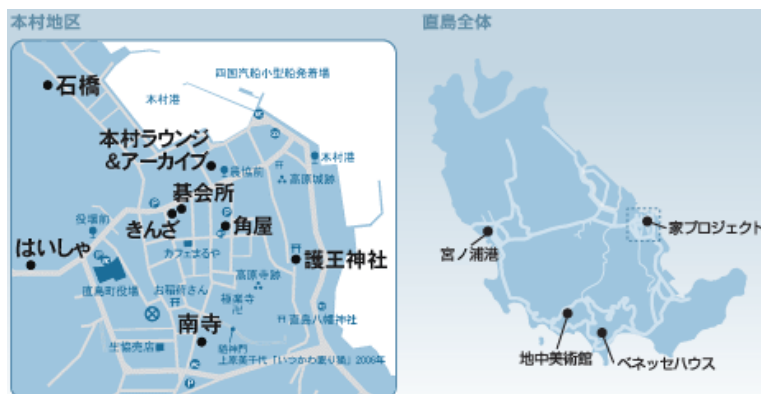 本村地区
四国汽船小型船発着場
石橋
本村港
本村ラウンジ
&アーカイブ
農協前
本村港
高原城跡
碁会所
きんざ
役場前
角屋
はいしゃ
カフェまるや
護王神社
直島町役場
お稲荷さん
高原寺跡
極楽寺
直島八幡神社
南寺
生協売店
上原美千代「いつかわ眠り猫」2006年
直島全体
家プロジェクト
宮ノ浦港
地中美術館
ベネッセハウス